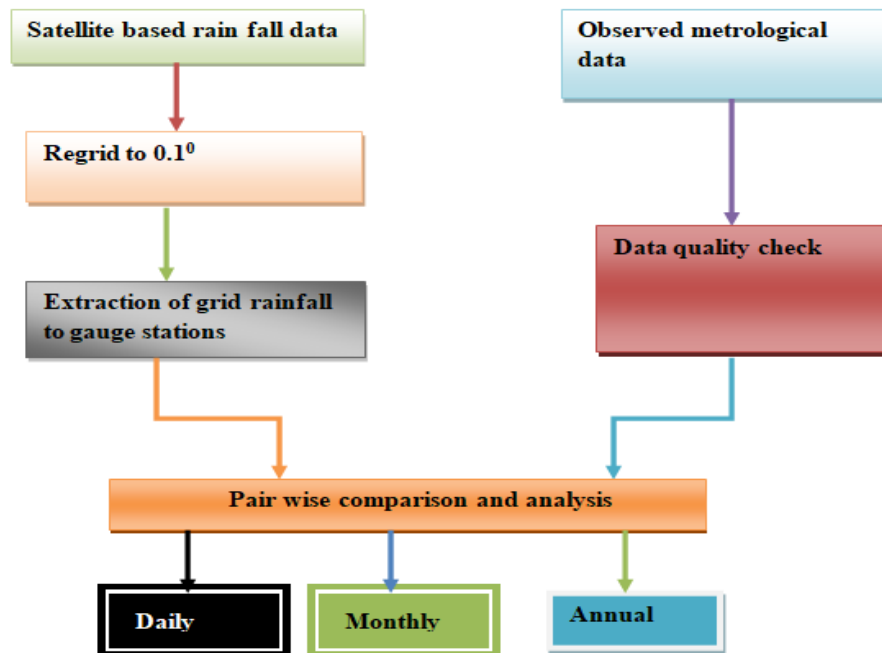 Satellite based rain fall data
Observed metrological
data
Regrid to 0.1⁰
Data quality check
Extraction of grid rainfall
to gauge stations
Pair wise comparison and analysis
Daily
Monthly
Annual